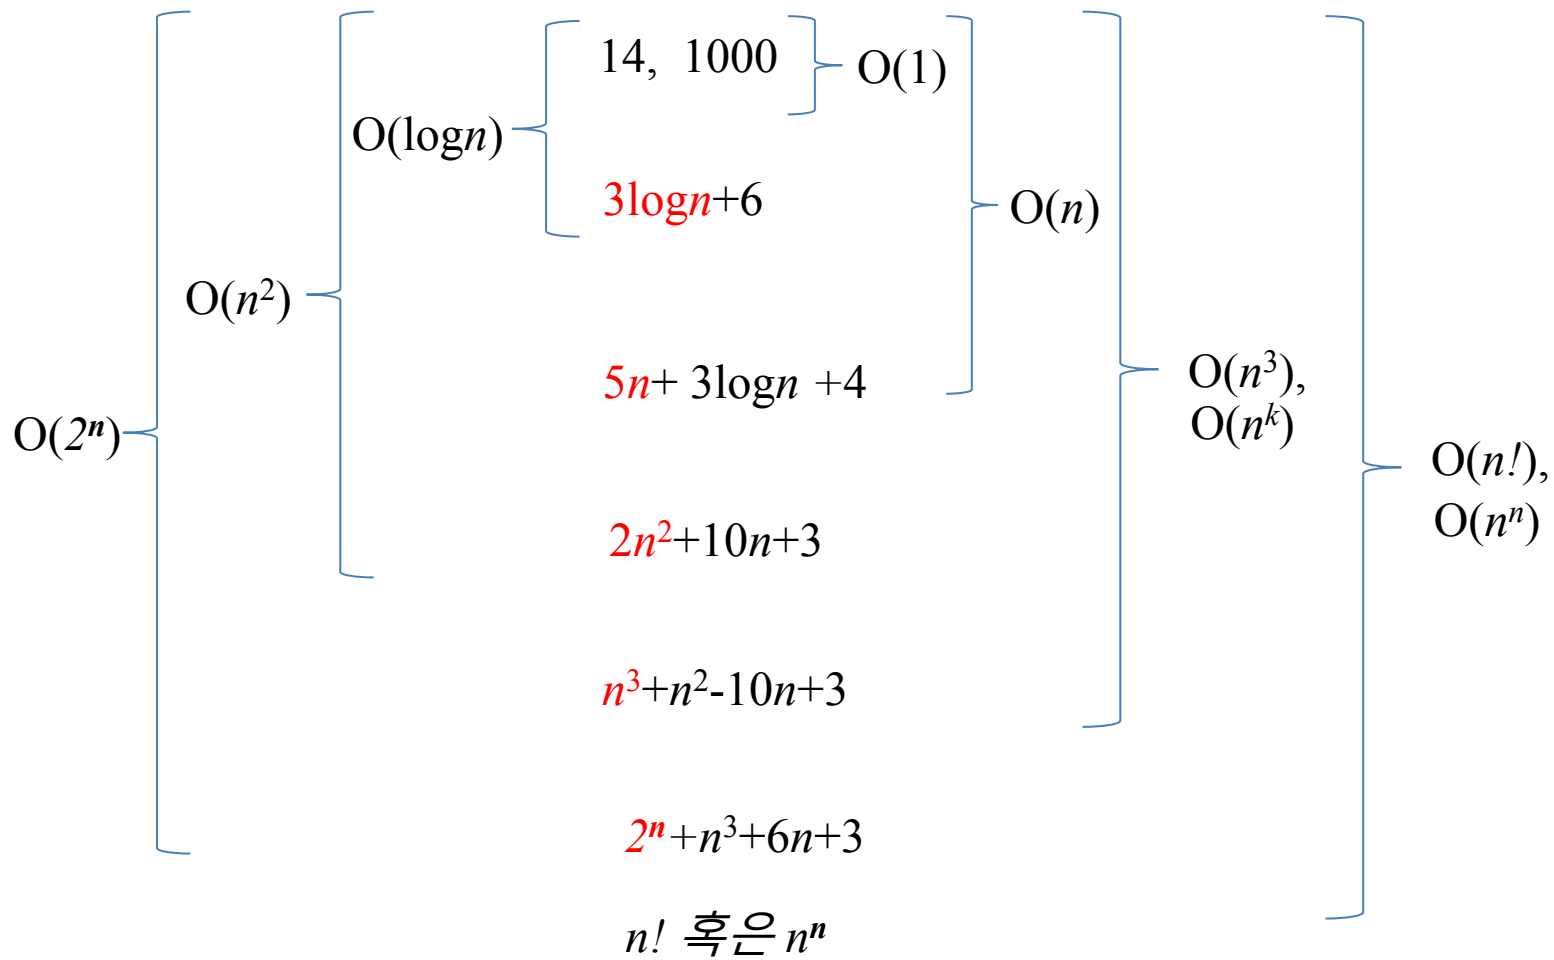 14, 1000
O(1)
O(logn)
3logn+6
O(n)
O(n²)
5n+ 3logn +4
O(n³),
O(nᵏ)
O(2ⁿ)
O(n!),
O(nⁿ)
2n²+10n+3
n³+n²-10n+3
2ⁿ+n³+6n+3
n! 혹은 nⁿ